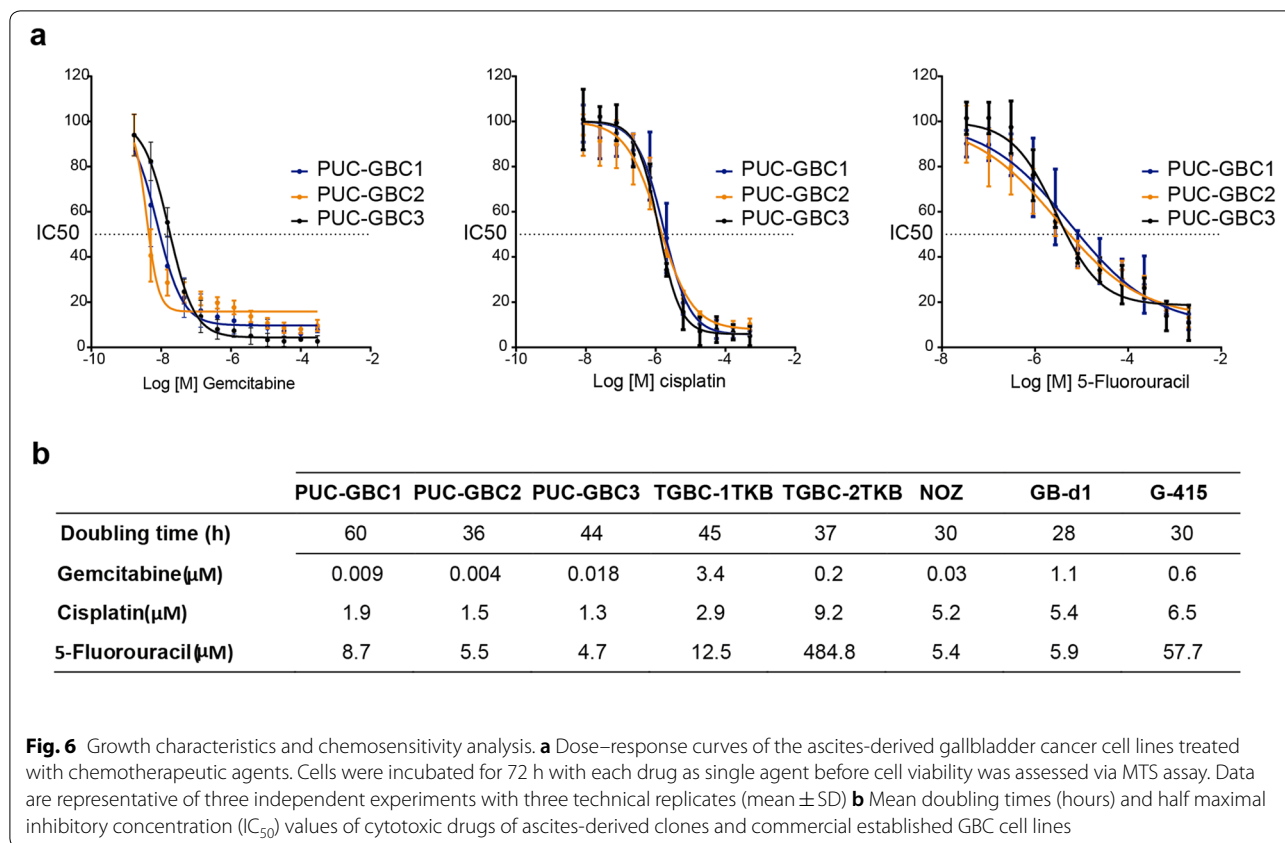 a
120
100
80
60
IC50
40
20
0
-10
-8
-6
-4
-2
Log [M] Gemcitabine
PUC-GBC1
PUC-GBC2
PUC-GBC3
120
100
80
60
IC50
40
20
0
-10
-8
-6
-4
-2
Log [M] cisplatin
PUC-GBC1
PUC-GBC2
PUC-GBC3
120
100
80
60
IC50
40
20
0
-8
-6
-4
-2
Log [M] 5-Fluorouracil
PUC-GBC1
PUC-GBC2
PUC-GBC3
b
PUC-GBC1 PUC-GBC2 PUC-GBC3 TGBC-1TKB TGBC-2TKB NOZ GB-d1 G-415
Doubling time (h) 60 36 44 45 37 30 28 30
Gemcitabine(μM) 0.009 0.004 0.018 3.4 0.2 0.03 1.1 0.6
Cisplatin(μM) 1.9 1.5 1.3 2.9 9.2 5.2 5.4 6.5
5-Fluorouracil(μM) 8.7 5.5 4.7 12.5 484.8 5.4 5.9 57.7
Fig. 6 Growth characteristics and chemosensitivity analysis. a Dose–response curves of the ascites-derived gallbladder cancer cell lines treated
with chemotherapeutic agents. Cells were incubated for 72 h with each drug as single agent before cell viability was assessed via MTS assay. Data
are representative of three independent experiments with three technical replicates (mean ± SD) b Mean doubling times (hours) and half maximal
inhibitory concentration (IC50) values of cytotoxic drugs of ascites-derived clones and commercial established GBC cell lines